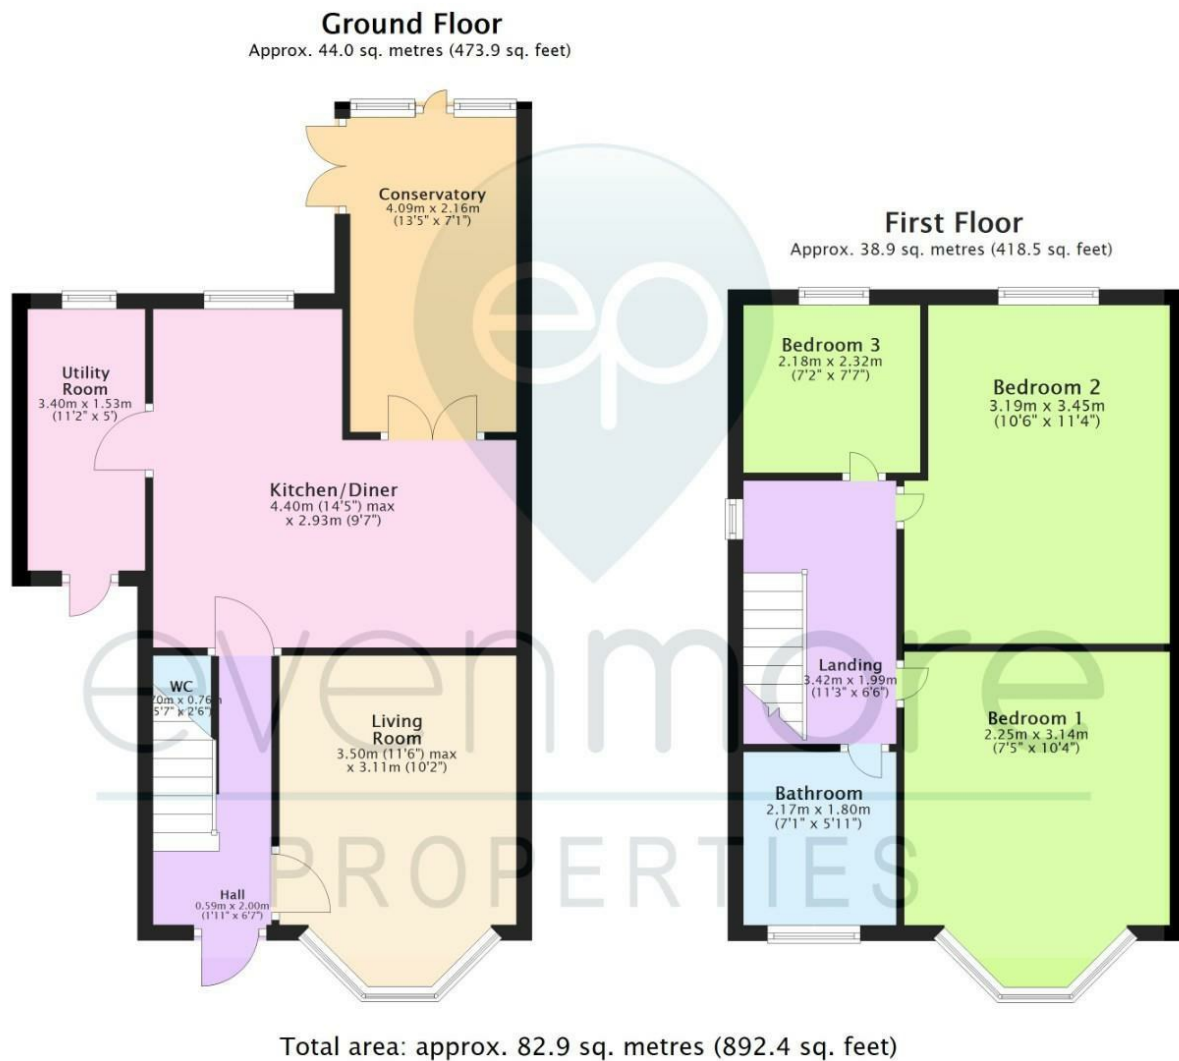 Ground Floor
Approx. 44.0 sq. metres (473.9 sq. feet)
Conservatory
4.09m x 2.16m
(13'5" x 7'1")
Utility
Room
3.40m x 1.53m
(11'2" x 5')
Kitchen/Diner
4.40m (14'5") max
x 2.93m (9'7")
WC
x 0.76m
5'7" x 2'6")
Living
Room
3.50m (11'6") max
x 3.11m (10'2")
Hall
0.59m x 2.00m
(1'11" x 6'7")
First Floor
Approx. 38.9 sq. metres (418.5 sq. feet)
Bedroom 3
2.18m x 2.32m
(7'2" x 7'7")
Bedroom 2
3.19m x 3.45m
(10'6" x 11'4")
Landing
3.42m x 1.99m
(11'3" x 6'6")
Bedroom 1
2.25m x 3.14m
(7'5" x 10'4")
Bathroom
2.17m x 1.80m
(7'1" x 5'11")
ep
evenmore
PROPERTIES
Total area: approx. 82.9 sq. metres (892.4 sq. feet)